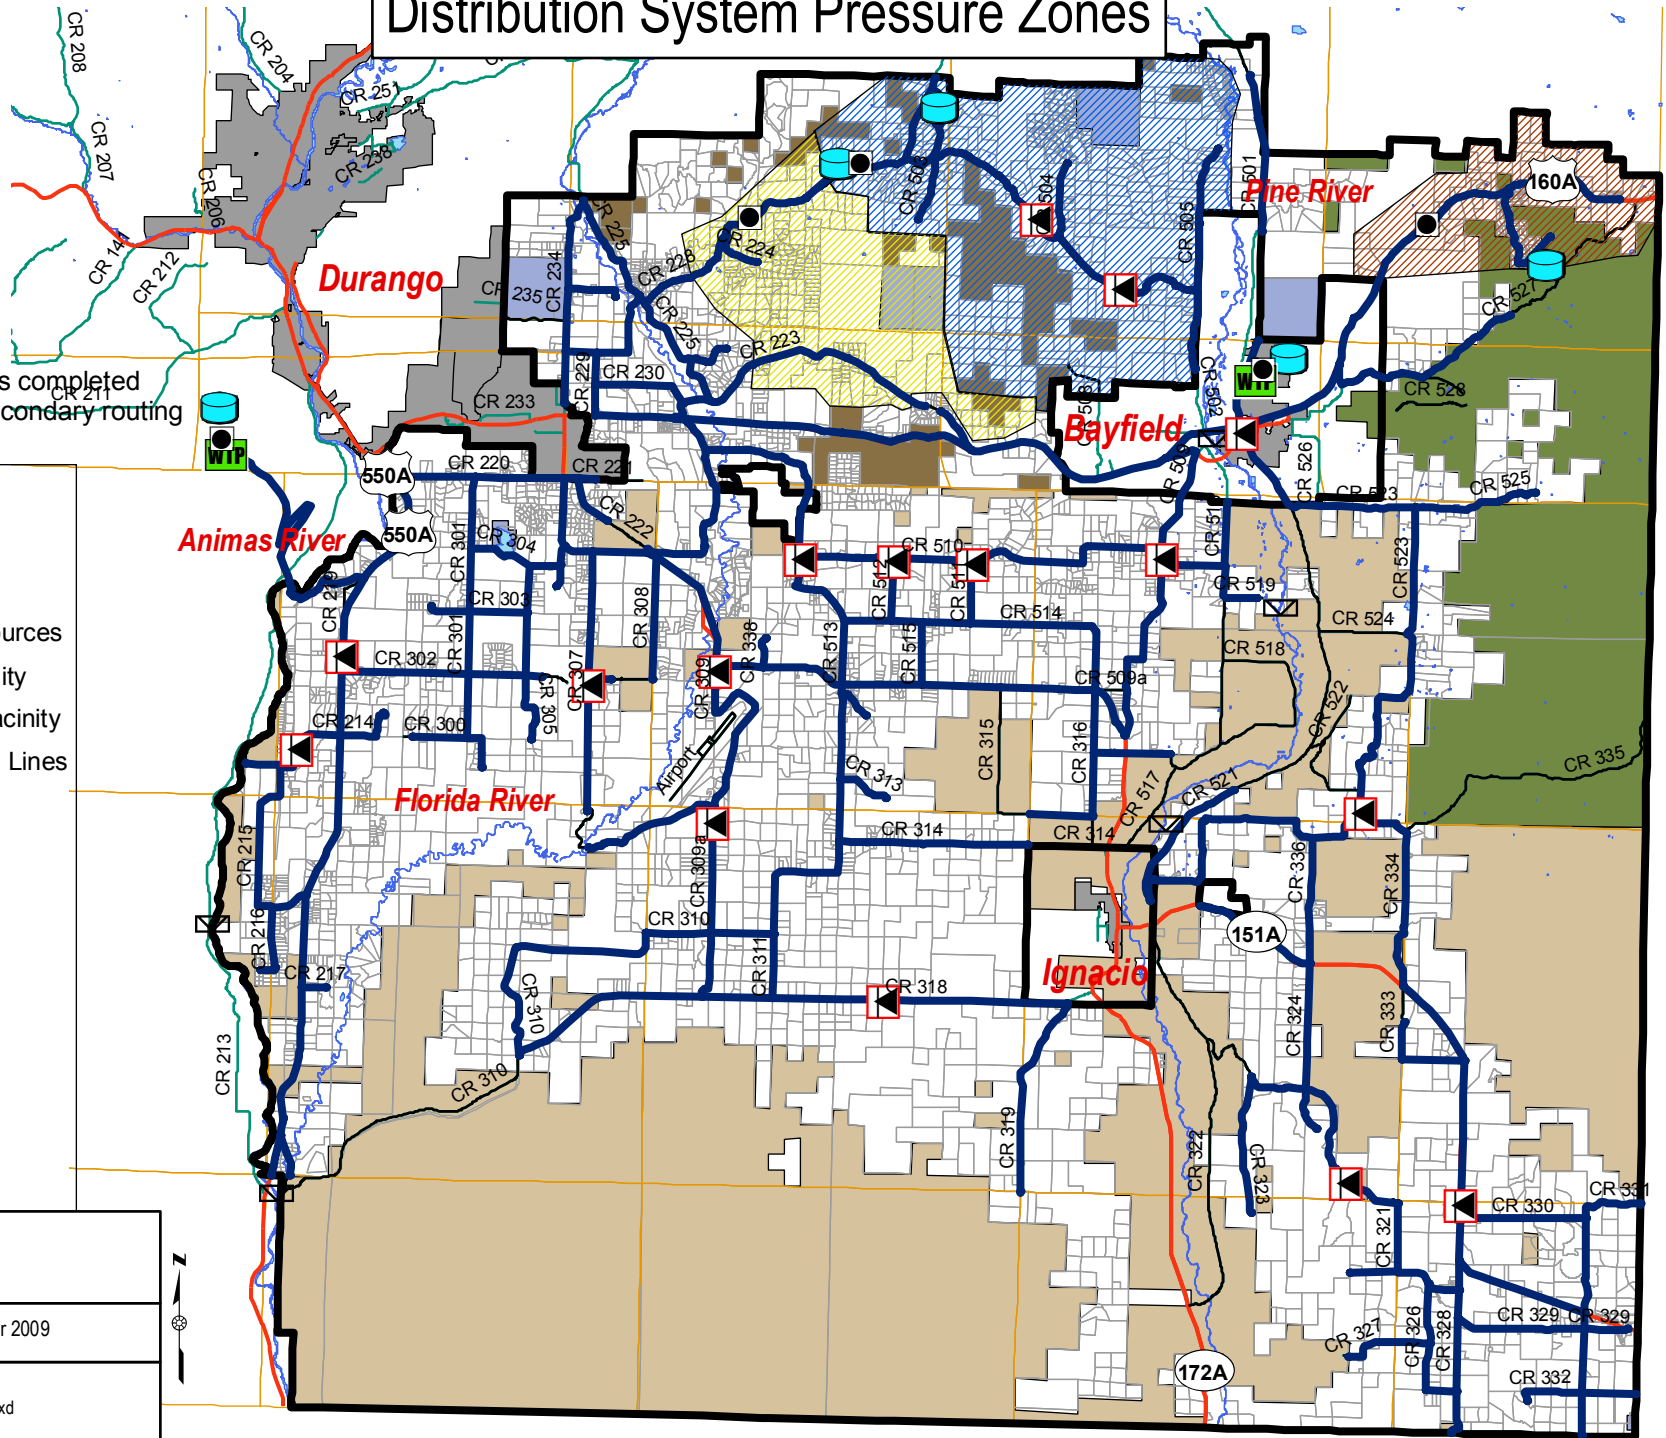 Distribution System Pressure Zones
CR 208
CR 204
CR 251
CR 207
CR 238
CR 206
CR 141
CR 212
CR 211
Durango
CR 235
CR 234
CR 225
CR 228
CR 224
CR 225
CR 223
CR 503
CR 504
CR 505
CR 501
Pine River
160A
CR 527
s completed
condary routing
CR 233
CR 229
CR 230
CR 502
WTP
CR 528
Bayfield
WTP
550A
CR 220
CR 221
CR 509
CR 526
CR 523
CR 525
550A
Animas River
CR 301
CR 304
CR 222
CR 510
CR 512
CR 511
CR 519
CR 523
CR 219
CR 303
CR 308
CR 514
CR 524
ources
CR 302
CR 301
CR 307
CR 309
CR 338
CR 513
CR 515
CR 509a
CR 518
CR 522
ity
acinity
CR 214
CR 300
CR 305
CR 315
CR 316
Lines
Airport
CR 313
CR 517
CR 521
CR 335
Florida River
CR 215
CR 309a
CR 314
CR 314
CR 336
CR 334
CR 216
CR 310
151A
CR 217
CR 310
CR 311
CR 318
Ignacio
CR 324
CR 333
CR 213
CR 310
CR 319
CR 322
CR 323
CR 321
CR 330
CR 331
N
r 2009
CR 327
CR 326
CR 328
CR 329
CR 329
172A
CR 332
xd